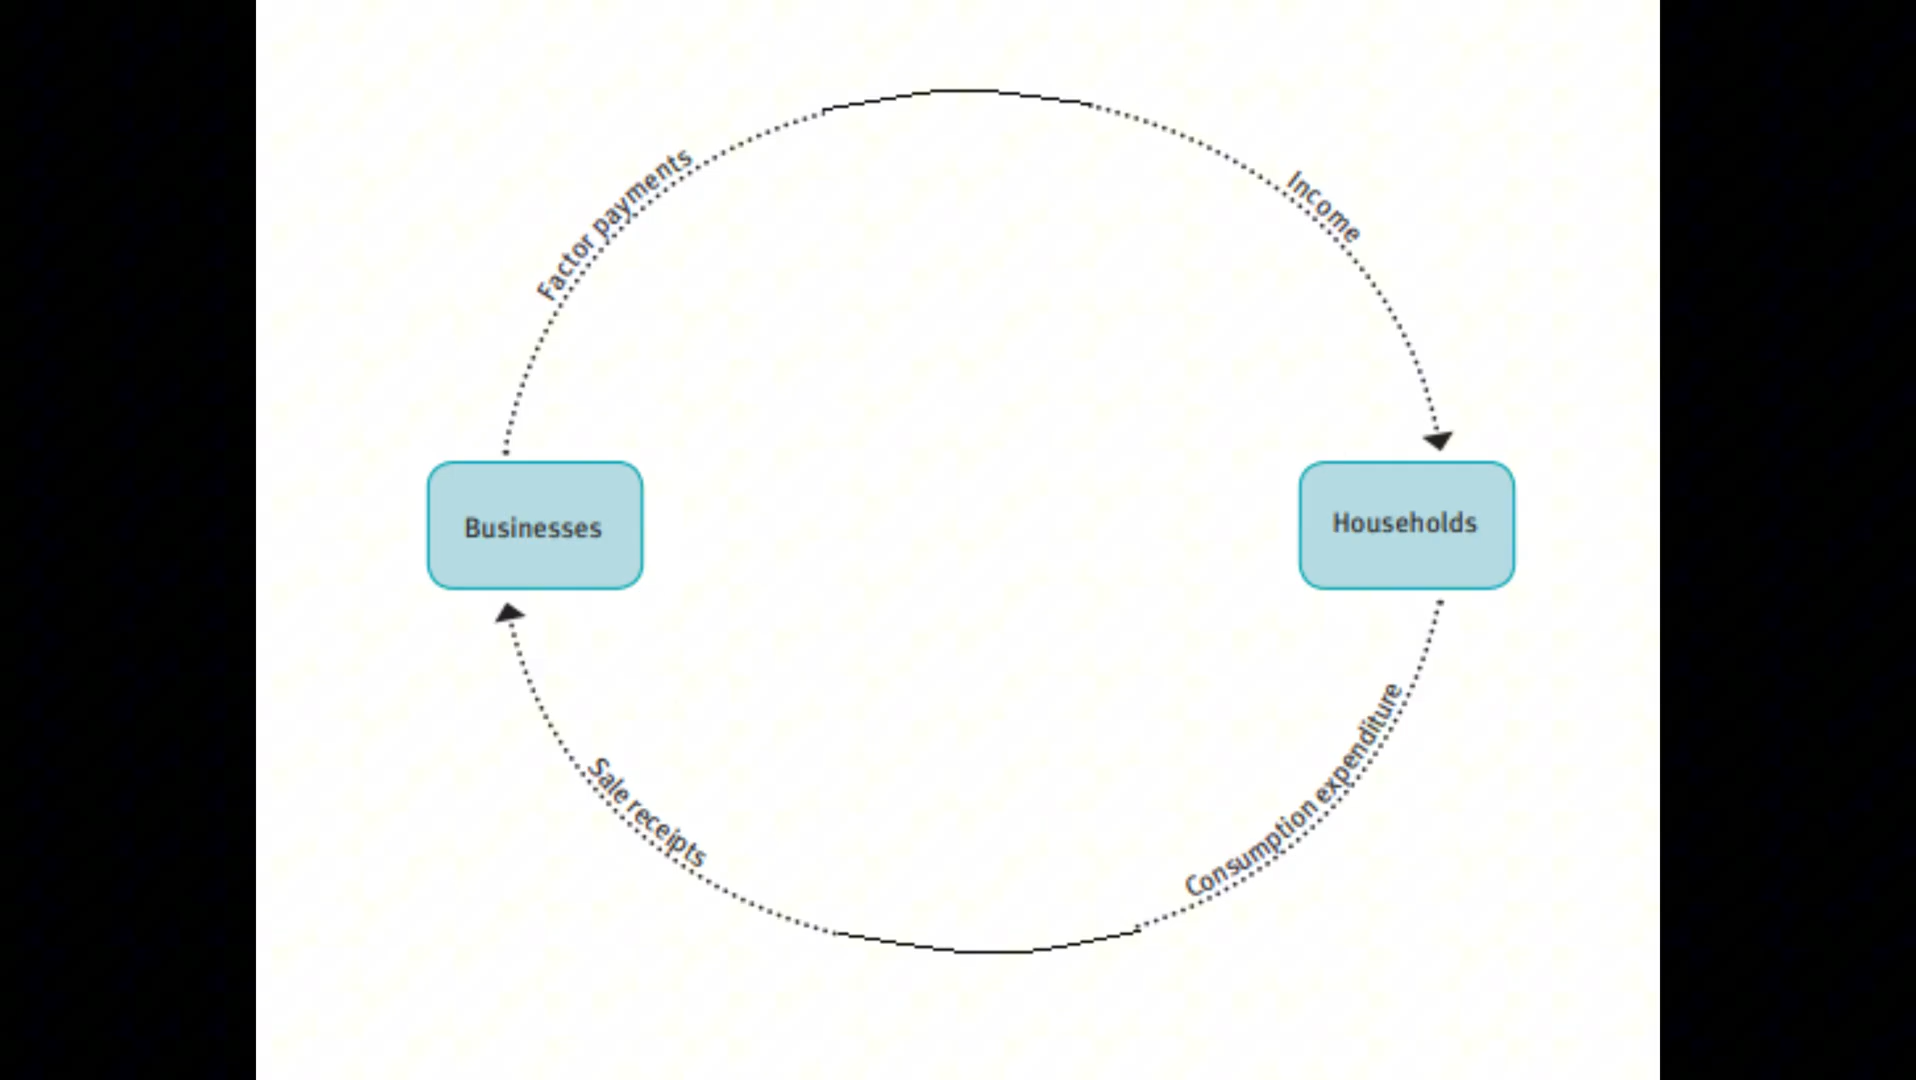 Factor payments
Income
Businesses
Households
Sale receipts
Consumption expenditure